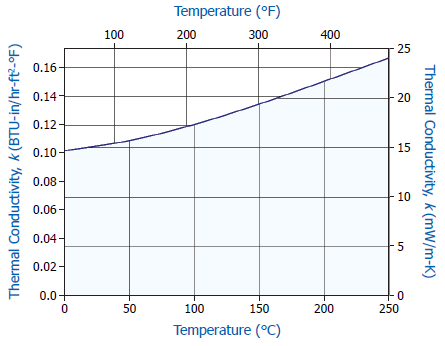 Temperature (°F)
100 200 300 400
Thermal Conductivity, k (BTU-in/hr-ft²-°F)
0.16
0.14
0.12
0.10
0.08
0.06
0.04
0.02
0.0
25
20
15
10
5
0
Thermal Conductivity, k (mW/m-K)
0 50 100 150 200 250
Temperature (°C)